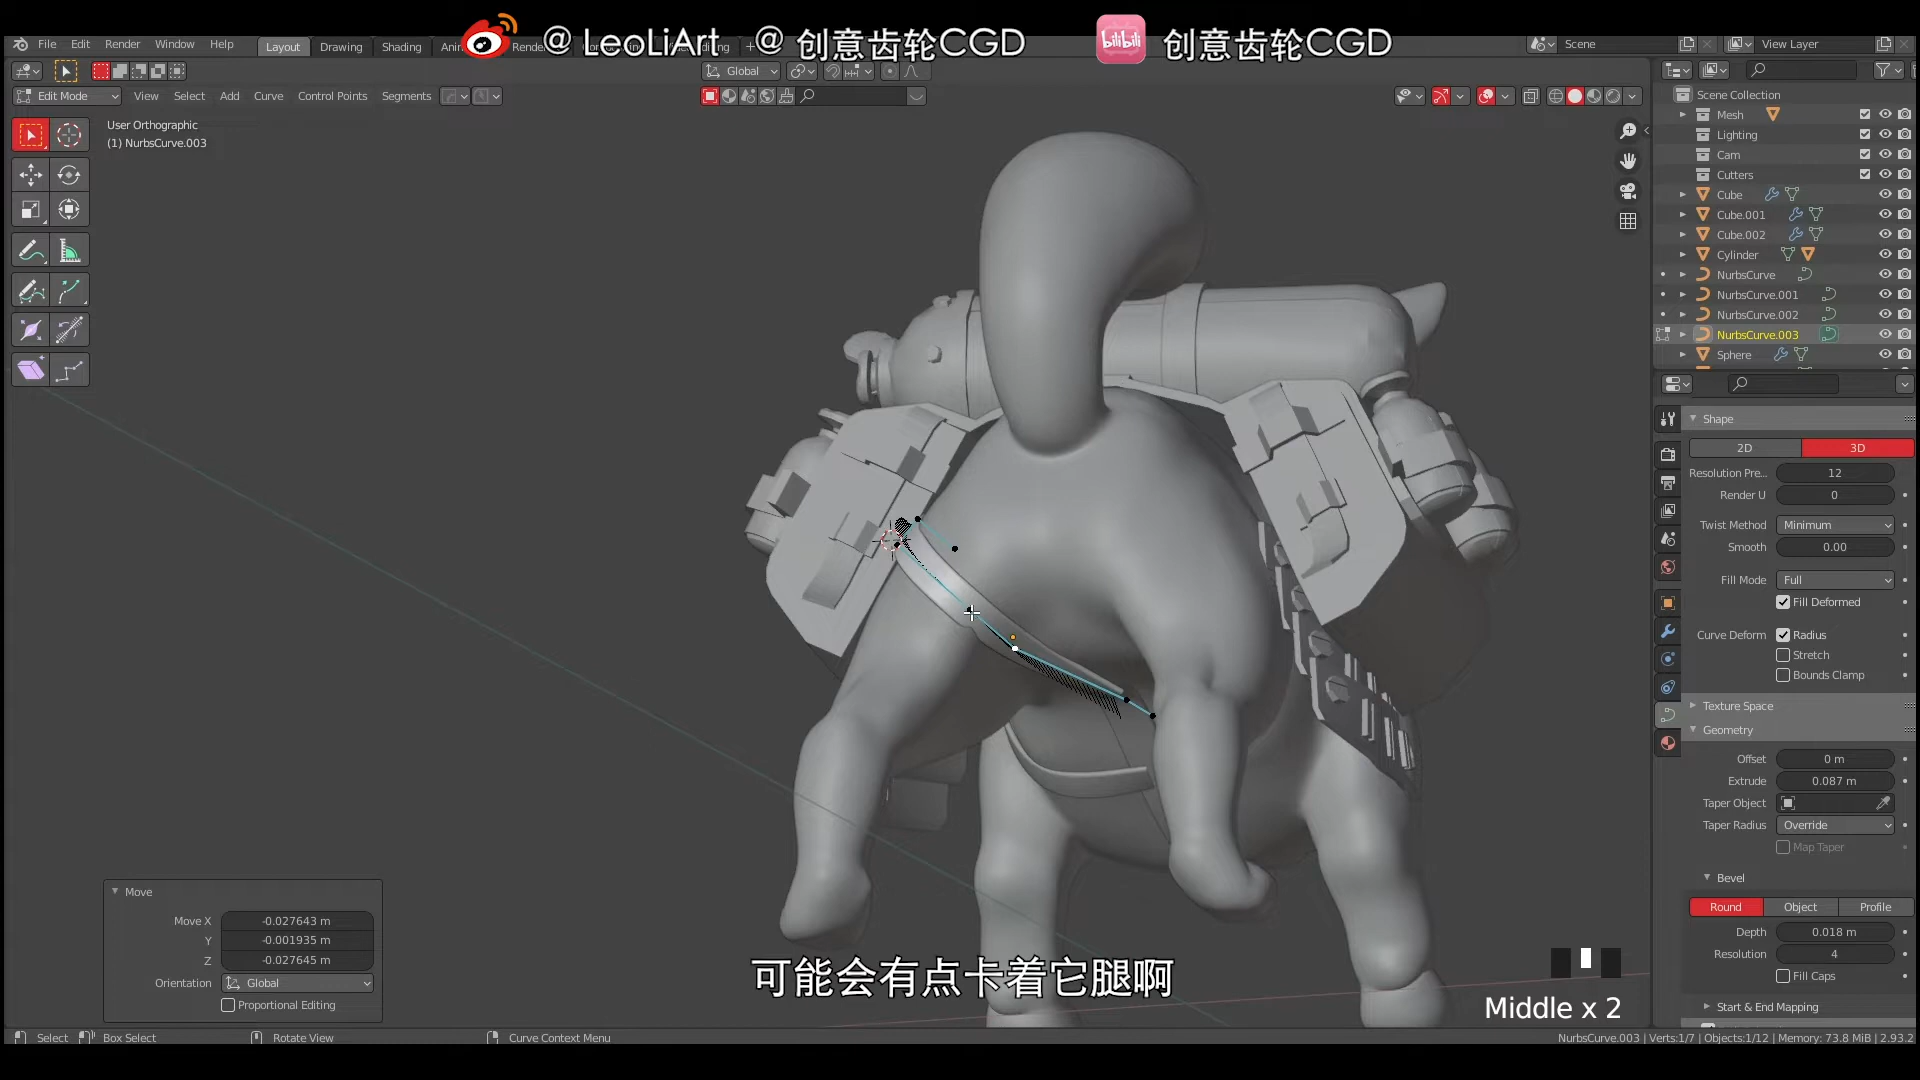 @ LeoLiArt @ 创意齿轮CGD
bilibili 创意齿轮CGD
File Edit Render Window Help Layout Drawing Shading
Scene View Layer
Global
Edit Mode View Select Add Curve Control Points Segments
User Orthographic
(1) NurbsCurve.003
Scene Collection
Mesh
Lighting
Cam
Cutters
Cube
Cube.001
Cube.002
Cylinder
NurbsCurve
NurbsCurve.001
NurbsCurve.002
NurbsCurve.003
Sphere
Shape
2D 3D
Resolution Pre... 12
Render U 0
Twist Method Minimum
Smooth 0.00
Fill Mode Full
Fill Deformed
Curve Deform Radius
Stretch
Bounds Clamp
Texture Space
Geometry
Offset 0 m
Extrude 0.087 m
Taper Object
Taper Radius Override
Map Taper
Bevel
Round Object Profile
Depth 0.018 m
Resolution 4
Fill Caps
Start & End Mapping
Move
Move X -0.027643 m
Y -0.001935 m
Z -0.027645 m
Orientation Global
Proportional Editing
可能会有点卡着它腿啊
Middle x 2
Select Box Select Rotate View Curve Context Menu
NurbsCurve.003 | Verts:1/7 | Objects:1/12 | Memory: 73.8 MiB | 2.93.2